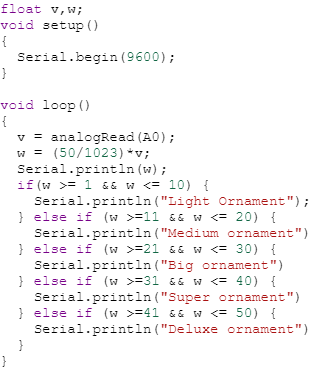 float v,w;
void setup()
{
  Serial.begin(9600);
}

void loop()
{
  v = analogRead(A0);
  w = (50/1023)*v;
  Serial.println(w);
  if(w >= 1 && w <= 10) {
    Serial.println("Light Ornament");
  } else if (w >=11 && w <= 20) {
    Serial.println("Medium ornament")
  } else if (w >=21 && w <= 30) {
    Serial.println("Big ornament")
  } else if (w >=31 && w <= 40) {
    Serial.println("Super ornament")
  } else if (w >=41 && w <= 50) {
    Serial.println("Deluxe ornament")
  }
}